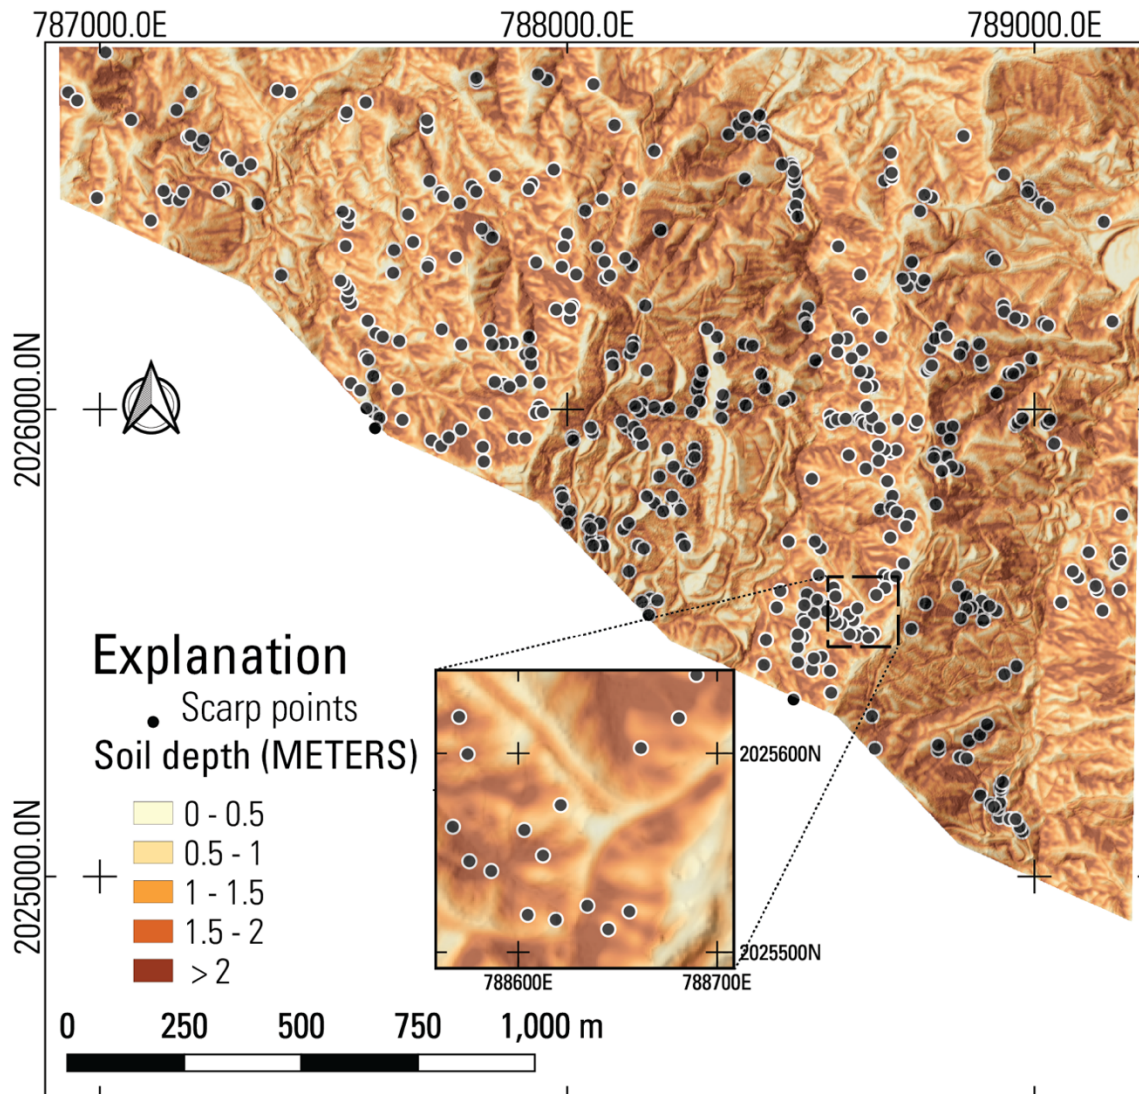 787000.0E 788000.0E 789000.0E
2026000.0N
2025000.0N
Explanation
Scarp points
Soil depth (METERS)
0 - 0.5
0.5 - 1
1 - 1.5
1.5 - 2
> 2
2025600N
2025500N
788600E 788700E
0 250 500 750 1,000 m